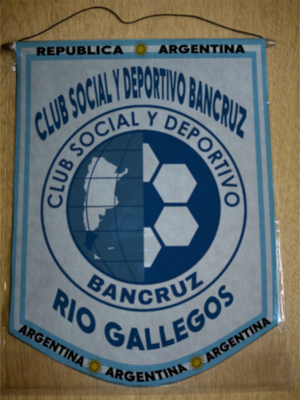 REPUBLICA ARGENTINA
CLUB SOCIAL Y DEPORTIVO BANCRUZ
CLUB SOCIAL Y DEPORTIVO
BANCRUZ
RIO GALLEGOS
ARGENTINA ARGENTINA ARGENTINA